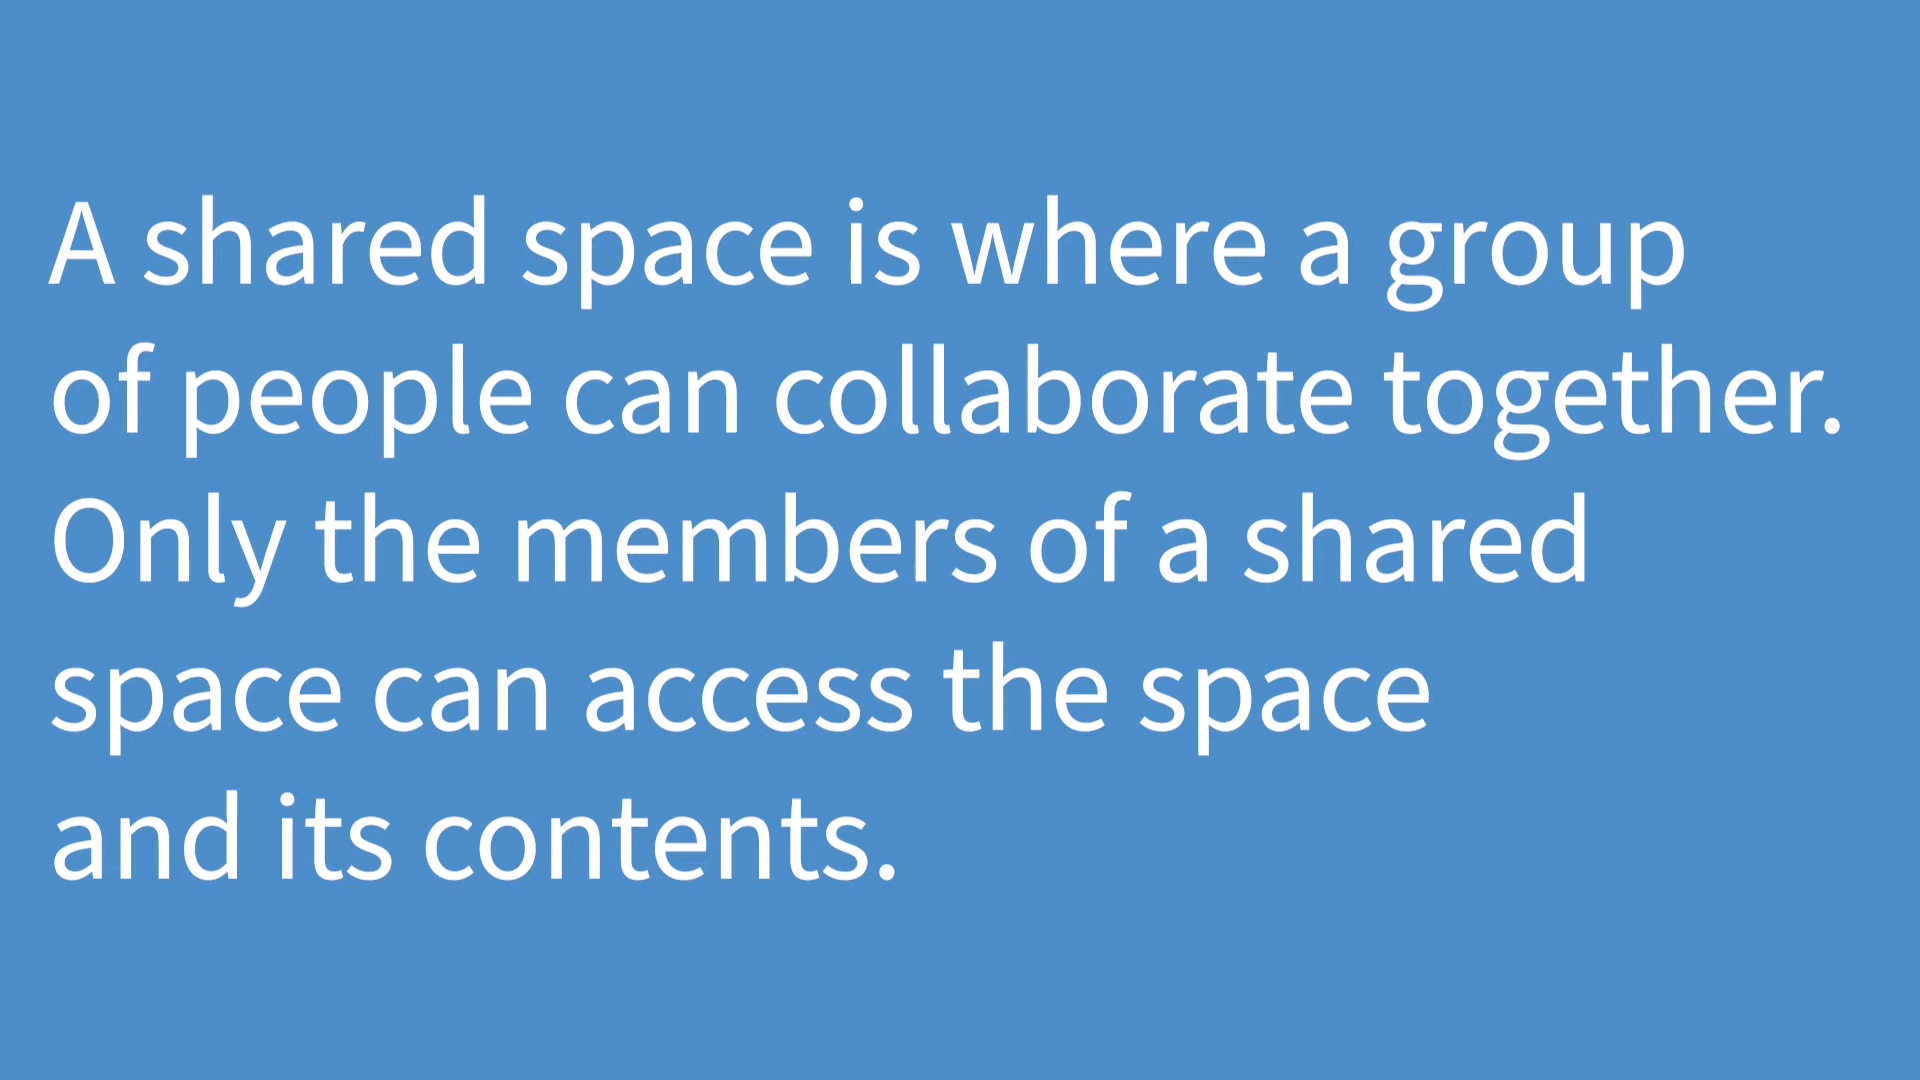 A shared space is where a group
of people can collaborate together.
Only the members of a shared
space can access the space
and its contents.